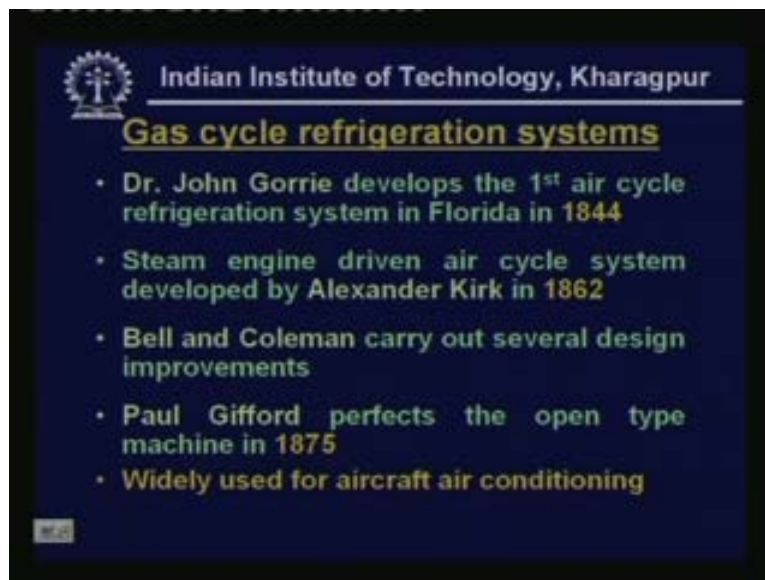 Indian Institute of Technology, Kharagpur
Gas cycle refrigeration systems
• Dr. John Gorrie develops the 1st air cycle
refrigeration system in Florida in 1844
• Steam engine driven air cycle system
developed by Alexander Kirk in 1862
• Bell and Coleman carry out several design
improvements
• Paul Gifford perfects the open type
machine in 1875
• Widely used for aircraft air conditioning